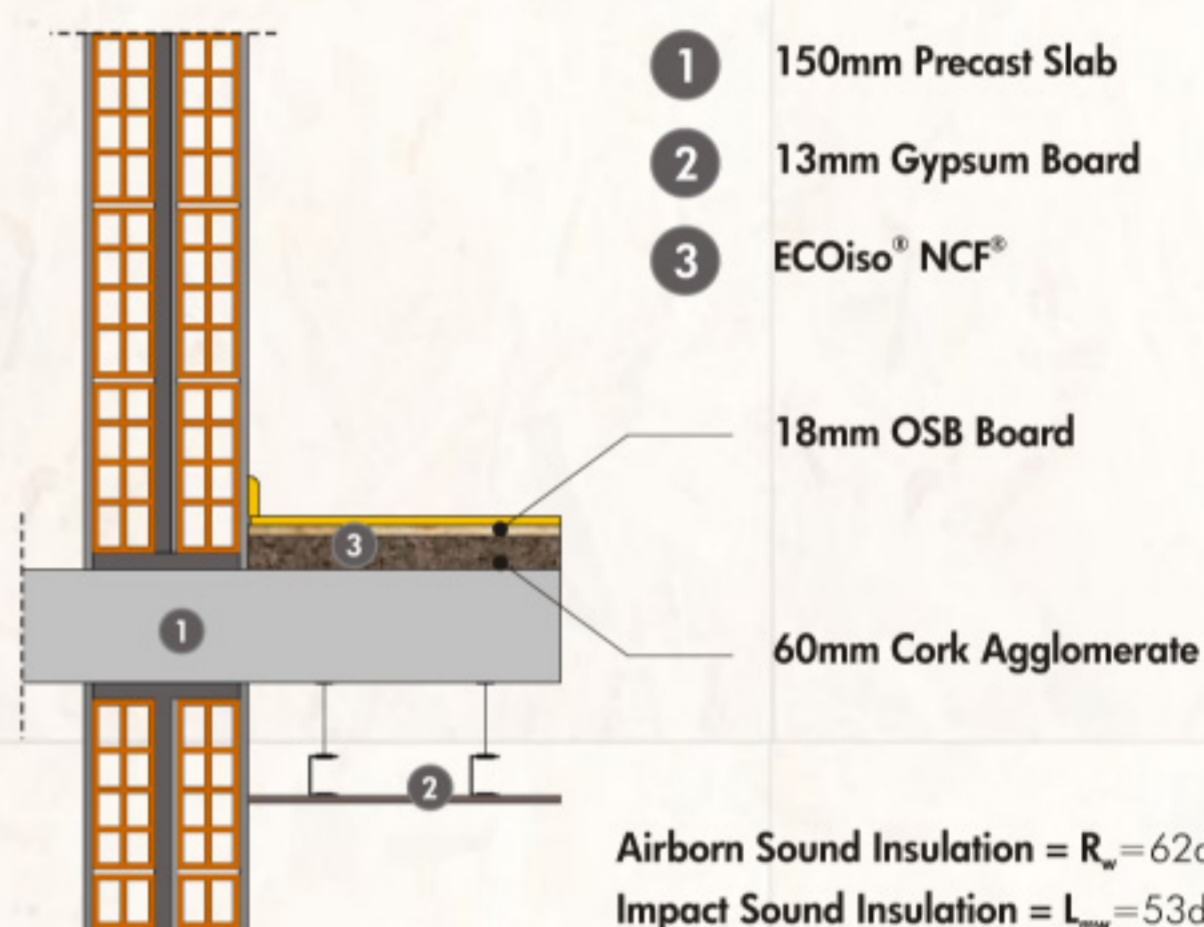 1 150mm Precast Slab
2 13mm Gypsum Board
3 ECOiso® NCF®
18mm OSB Board
3
1
60mm Cork Agglomerate
2
Airborn Sound Insulation = Rw=62
Impact Sound Insulation = =53